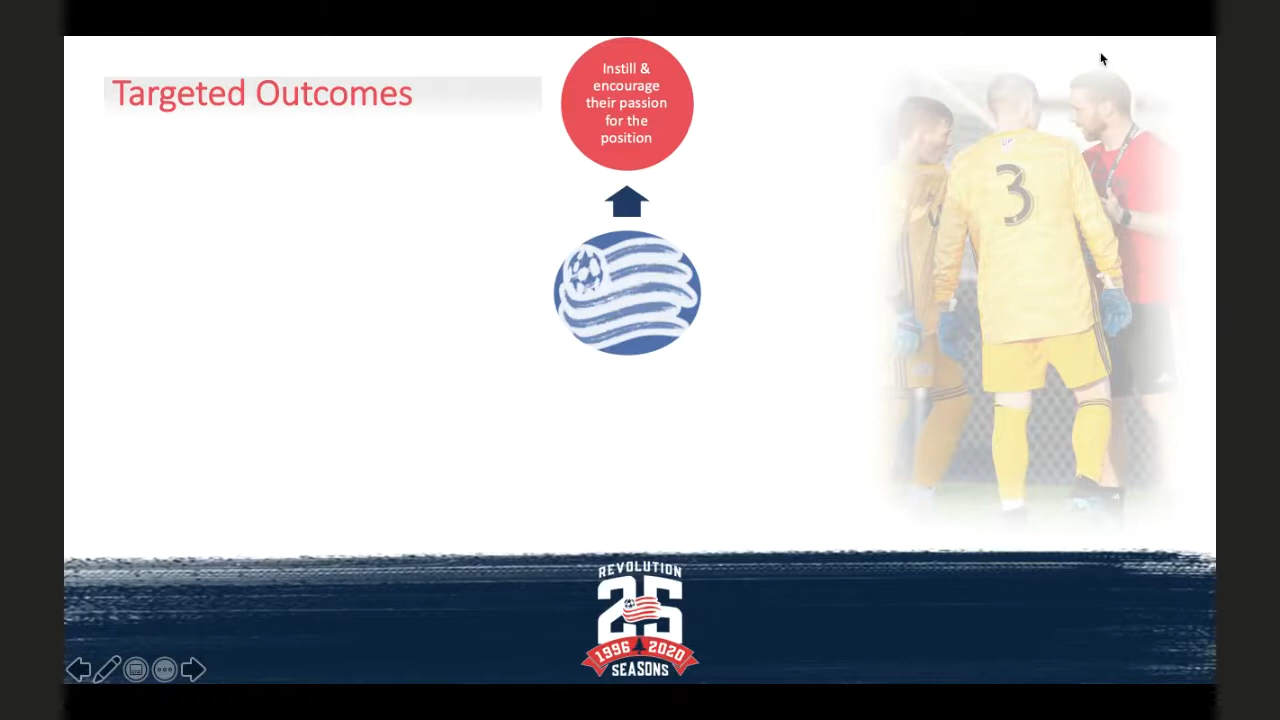 Targeted Outcomes
Instill &
encourage
their passion
for the
position
3
REVOLUTION
25
1996 2020
SEASONS